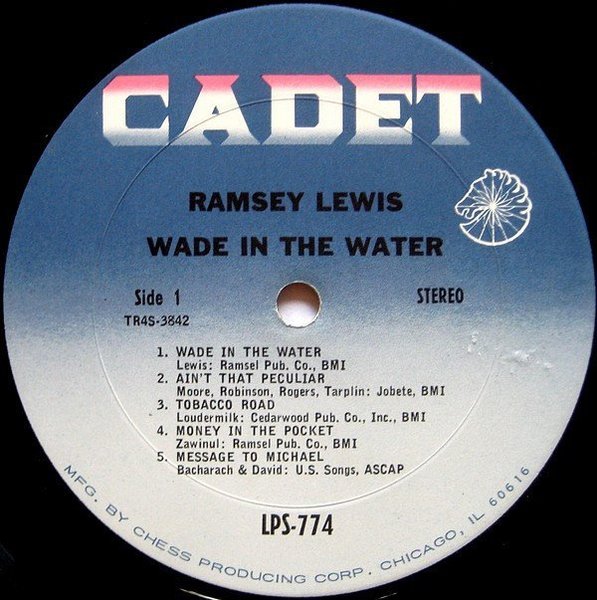 CADET
RAMSEY LEWIS
WADE IN THE WATER
Side 1
STEREO
TR4S-3842
1. WADE IN THE WATER
Lewis: Ramsel Pub. Co., BMI
2. AIN'T THAT PECULIAR
Moore, Robinson, Rogers, Tarplin: Jobete, BMI
3. TOBACCO ROAD
Loudermilk: Cedarwood Pub. Co., Inc., BMI
4. MONEY IN THE POCKET
Zawinul: Ramsel Pub. Co., BMI
5. MESSAGE TO MICHAEL
Bacharach & David: U.S. Songs, ASCAP
LPS-774
MFG. BY CHESS PRODUCING CORP. CHICAGO, IL 60616